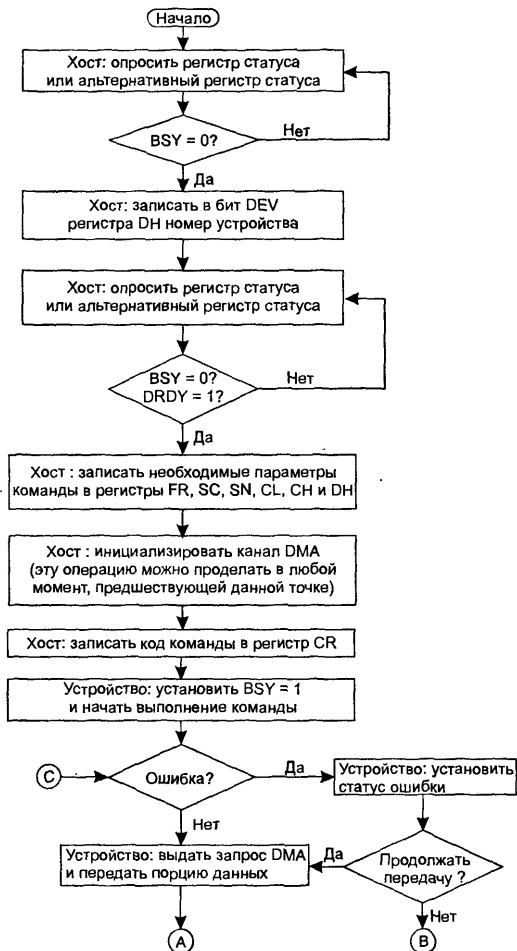 Начало
Хост: опросить регистр статуса
или альтернативный регистр статуса
BSY = 0?
Нет
Да
Хост: записать в бит DEV
регистра DH номер устройства
Хост: опросить регистр статуса
или альтернативный регистр статуса
BSY = 0?
DRDY = 1?
Нет
Да
Хост : записать необходимые параметры
команды в регистры FR, SC, SN, CL, CH и DH
Хост : инициализировать канал DMA
(эту операцию можно проделать в любой
момент, предшествующей данной точке)
Хост: записать код команды в регистр CR
Устройство: установить BSY = 1
и начать выполнение команды
C
Ошибка?
Да
Устройство: установить
статус ошибки
Нет
Устройство: выдать запрос DMA
и передать порцию данных
Да
Продолжать
передачу ?
Нет
A
B